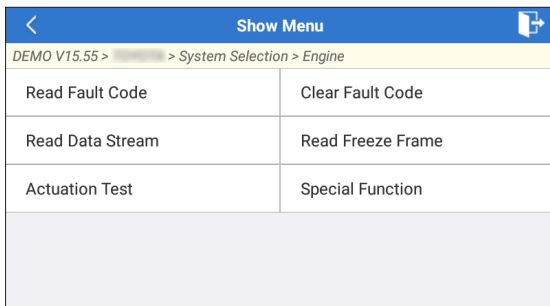 Show Menu
DEMO V15.55 > > System Selection > Engine
Read Fault Code
Clear Fault Code
Read Data Stream
Read Freeze Frame
Actuation Test
Special Function